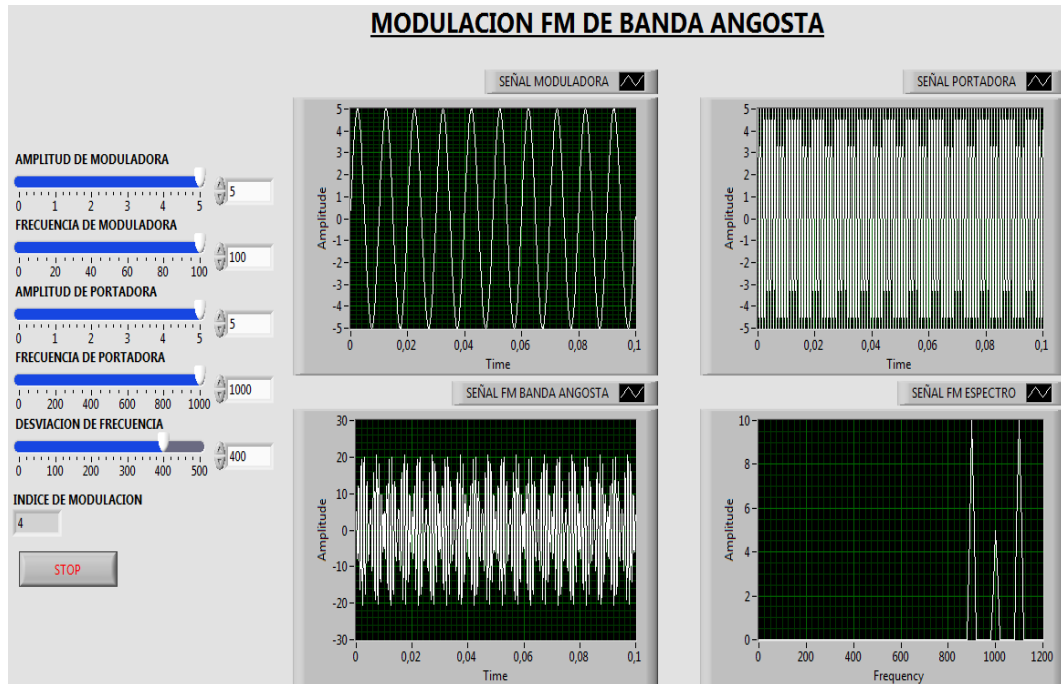 MODULACION FM DE BANDA ANGOSTA
AMPLITUD DE MODULADORA
0 1 2 3 4 5
5
FRECUENCIA DE MODULADORA
0 20 40 60 80 100
100
AMPLITUD DE PORTADORA
0 1 2 3 4 5
5
FRECUENCIA DE PORTADORA
0 200 400 600 800 1000
1000
DESVIACION DE FRECUENCIA
0 100 200 300 400 500
400
INDICE DE MODULACION
4
STOP
SEÑAL MODULADORA
Amplitude
5
4
3
2
1
0
-1
-2
-3
-4
-5
0 0,02 0,04 0,06 0,08 0,1
Time
SEÑAL PORTADORA
Amplitude
5
4
3
2
1
0
-1
-2
-3
-4
-5
0 0,02 0,04 0,06 0,08 0,1
Time
SEÑAL FM BANDA ANGOSTA
Amplitude
30
20
10
0
-10
-20
-30
0 0,02 0,04 0,06 0,08 0,1
Time
SEÑAL FM ESPECTRO
Amplitude
10
8
6
4
2
0
0 200 400 600 800 1000 1200
Frequency